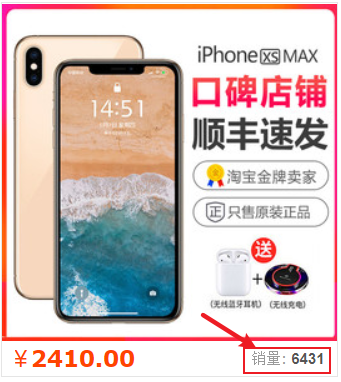 iPhone XS MAX
口碑店铺
顺丰速发
淘宝金牌卖家
正 只售原装正品
14:51
送
+
(无线蓝牙耳机) (无线充电)
￥2410.00
销量: 6431